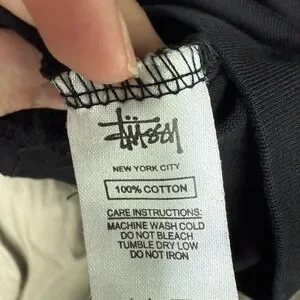 Stüssy
NEW YORK CITY
100% COTTON
CARE INSTRUCTIONS:
MACHINE WASH COLD
DO NOT BLEACH
TUMBLE DRY LOW
DO NOT IRON